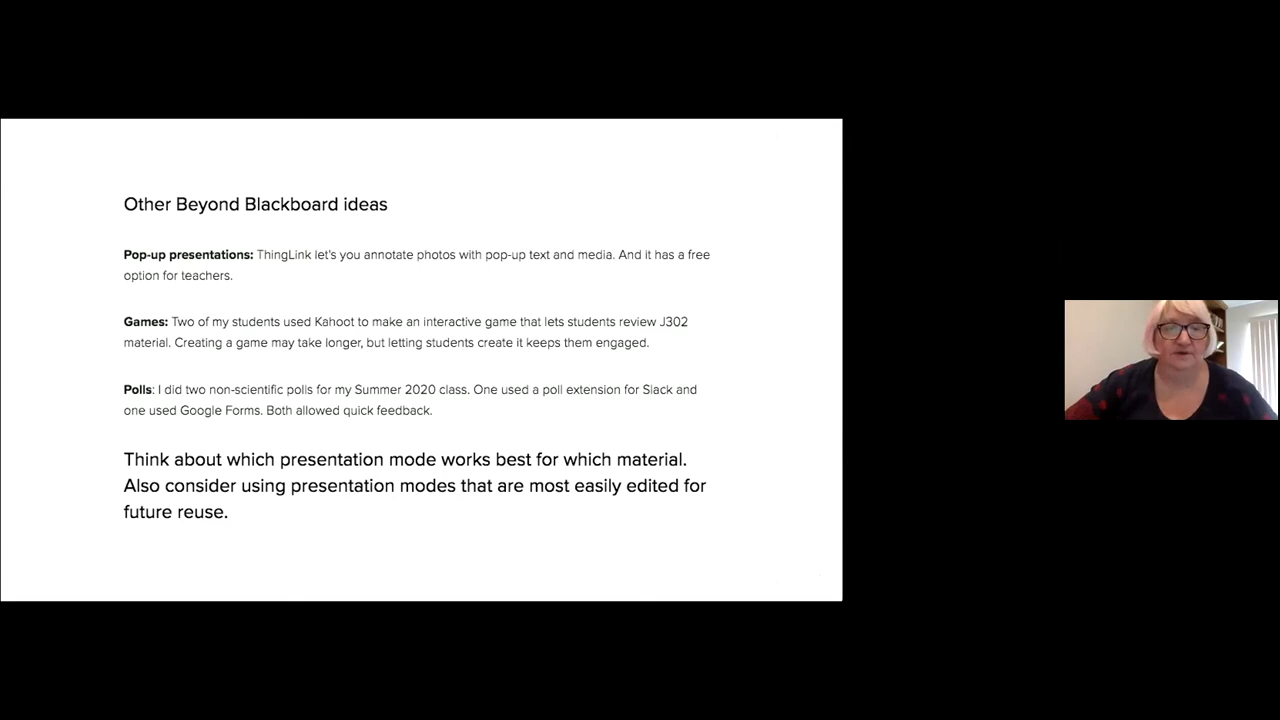 Other Beyond Blackboard ideas
Pop-up presentations: ThingLink let's you annotate photos with pop-up text and media. And it has a free
option for teachers.
Games: Two of my students used Kahoot to make an interactive game that lets students review J302
material. Creating a game may take longer, but letting students create it keeps them engaged.
Polls: I did two non-scientific polls for my Summer 2020 class. One used a poll extension for Slack and
one used Google Forms. Both allowed quick feedback.
Think about which presentation mode works best for which material.
Also consider using presentation modes that are most easily edited for
future reuse.